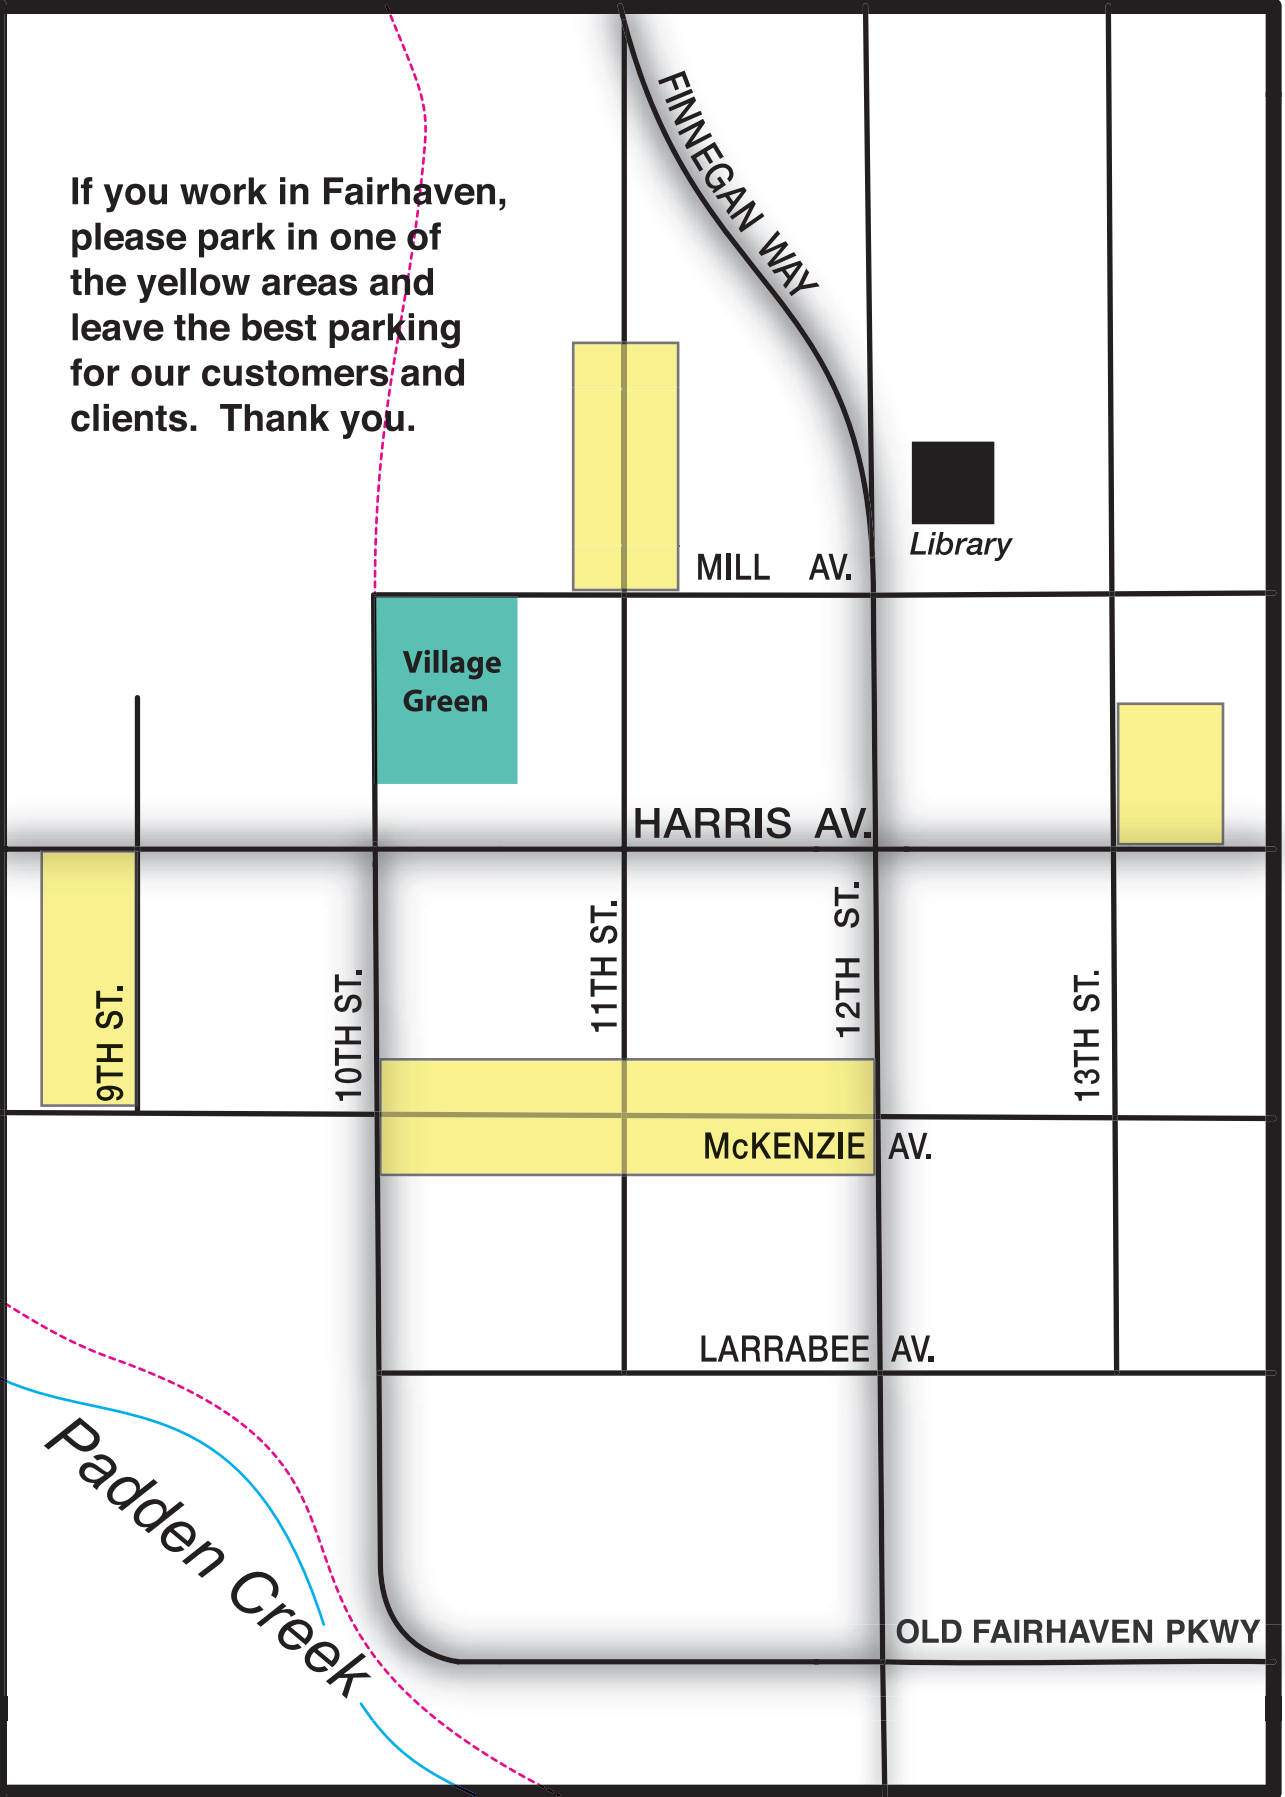 FINNEGAN WAY
If you work in Fairhaven,
please park in one of
the yellow areas and
leave the best parking
for our customers and
clients.  Thank you.
Library
MILL AV.
Village
Green
HARRIS AV.
9TH ST.
10TH ST.
11TH ST.
12TH ST.
13TH ST.
McKENZIE AV.
LARRABEE AV.
Padden Creek
OLD FAIRHAVEN PKWY